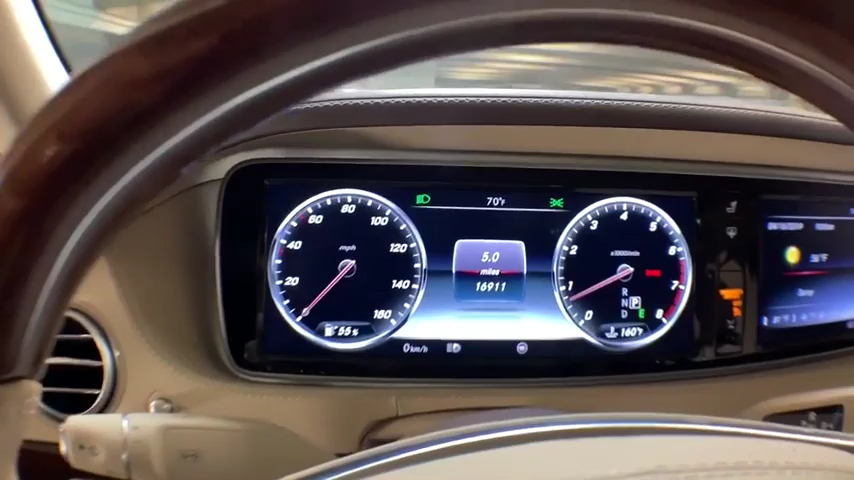 70°F
60 80 100
40 mph 120
20 140
160
55%
5.0
miles
16911
3 4 5
2 x1000/min 6
1 7
0 8
R
N P
D E
160°F
0km/h